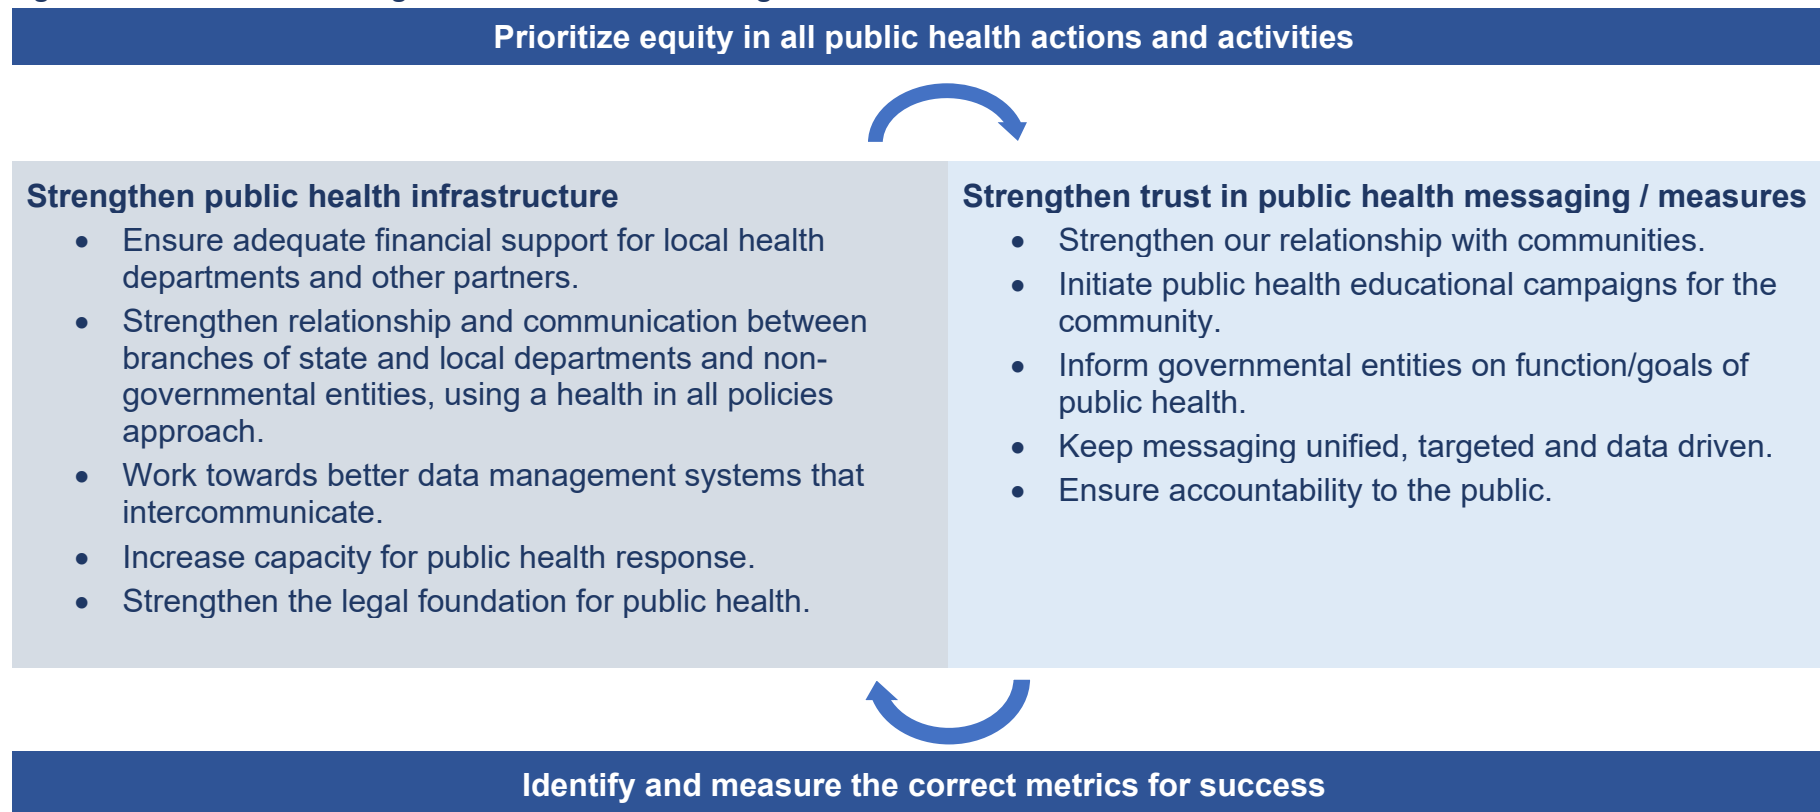 Prioritize equity in all public health actions and activities
Strengthen public health infrastructure
• Ensure adequate financial support for local health
departments and other partners.
• Strengthen relationship and communication between
branches of state and local departments and non-
governmental entities, using a health in all policies
approach.
• Work towards better data management systems that
intercommunicate.
• Increase capacity for public health response.
• Strengthen the legal foundation for public health.
Strengthen trust in public health messaging / measures
• Strengthen our relationship with communities.
• Initiate public health educational campaigns for the
community.
• Inform governmental entities on function/goals of
public health.
• Keep messaging unified, targeted and data driven.
• Ensure accountability to the public.
Identify and measure the correct metrics for success